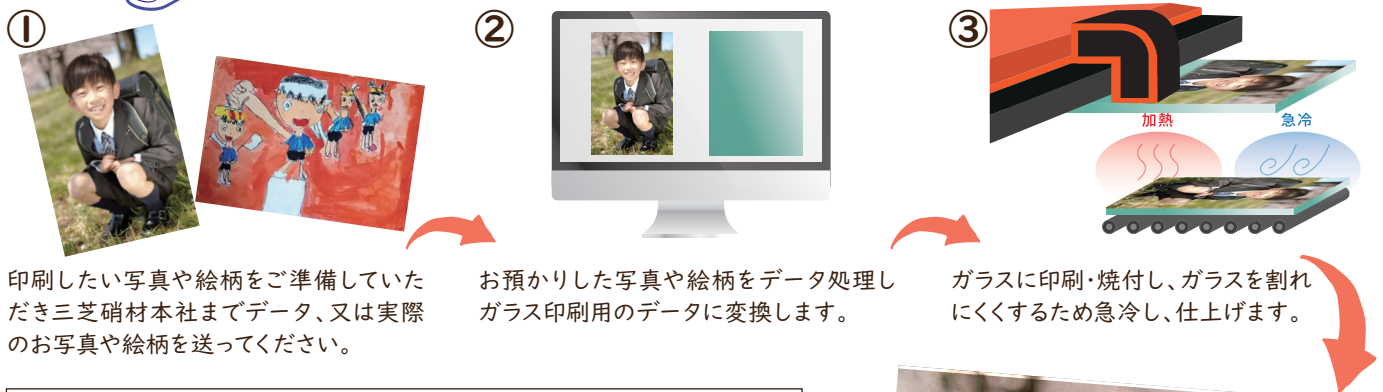 ①
印刷したい写真や絵柄をご準備していた
だき三芝硝材本社までデータ、又は実際
のお写真や絵柄を送ってください。
②
お預かりした写真や絵柄をデータ処理し
ガラス印刷用のデータに変換します。
③
加熱
急冷
ガラスに印刷・焼付し、ガラスを割れ
にくくするため急冷し、仕上げます。